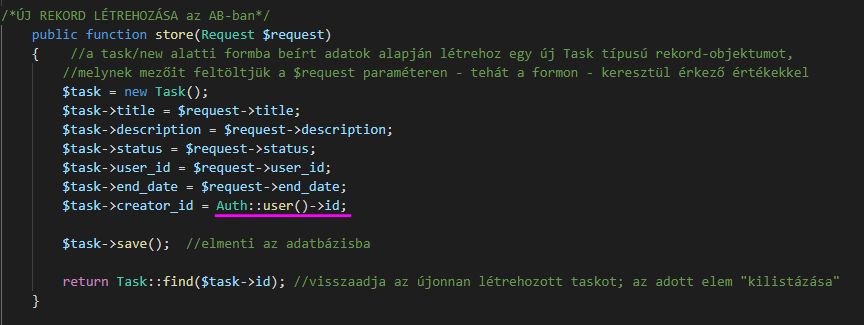 /*ÚJ REKORD LÉTREHOZÁSA az AB-ban*/
public function store(Request $request)
{    //a task/new alatti formba beírt adatok alapján létrehoz egy új Task típusú rekord-objektumot,
//melynek mezőit feltöltjük a $request paraméteren - tehát a formon - keresztül érkező értékekkel
$task = new Task();
$task->title = $request->title;
$task->description = $request->description;
$task->status = $request->status;
$task->user_id = $request->user_id;
$task->end_date = $request->end_date;
$task->creator_id = Auth::user()->id;
$task->save();  //elmenti az adatbázisba
return Task::find($task->id); //visszaadja az újonnan létrehozott taskot; az adott elem "kilistázása"
}